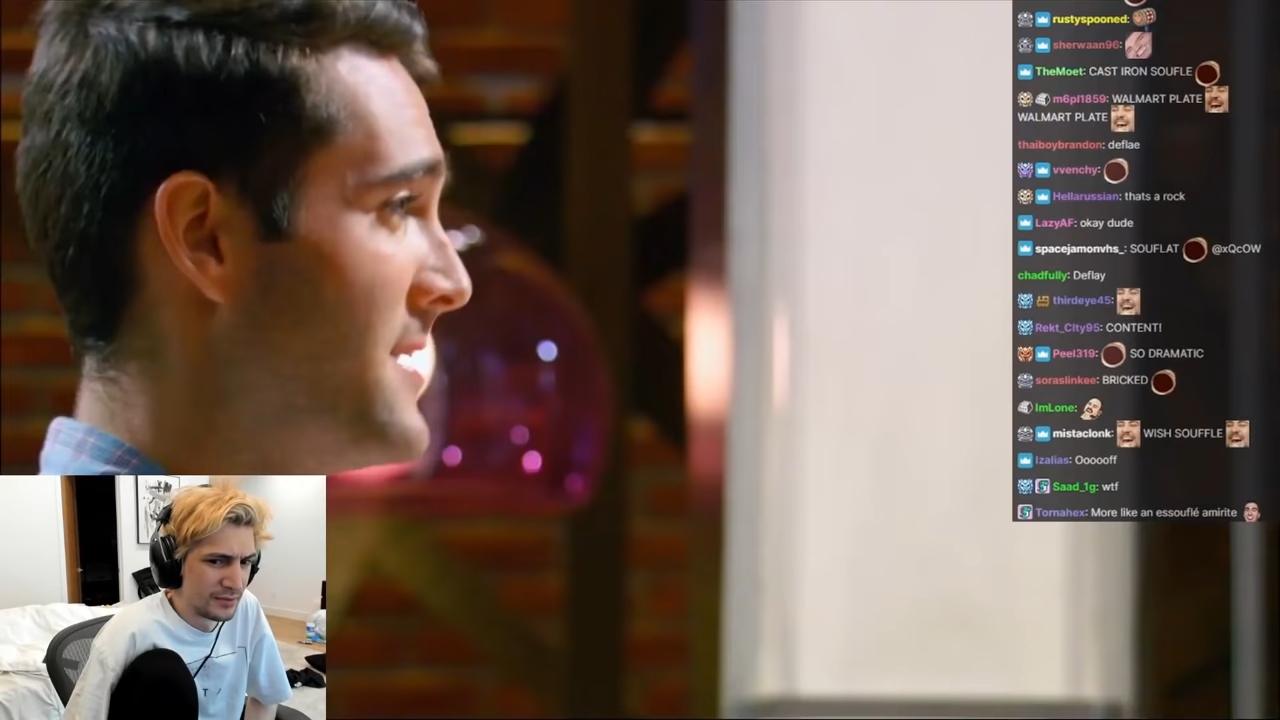 rustyspooned:
sherwaan96:
TheMoet: CAST IRON SOUFLE
m6pl1859: WALMART PLATE
WALMART PLATE
thaiboybrandon: deflae
vvenchy:
Hellarussian: thats a rock
LazyAF: okay dude
spacejamonvhs_: SOUFLAT @xQcOW
chadfully: Deflay
thirdeye45:
Rekt_CIty95: CONTENT!
Peel319: SO DRAMATIC
soraslinkee: BRICKED
ImLone:
mistaclonk: WISH SOUFFLE
Izalias: Oooooff
Saad_1g: wtf
Tornahex: More like an essouflé amirite